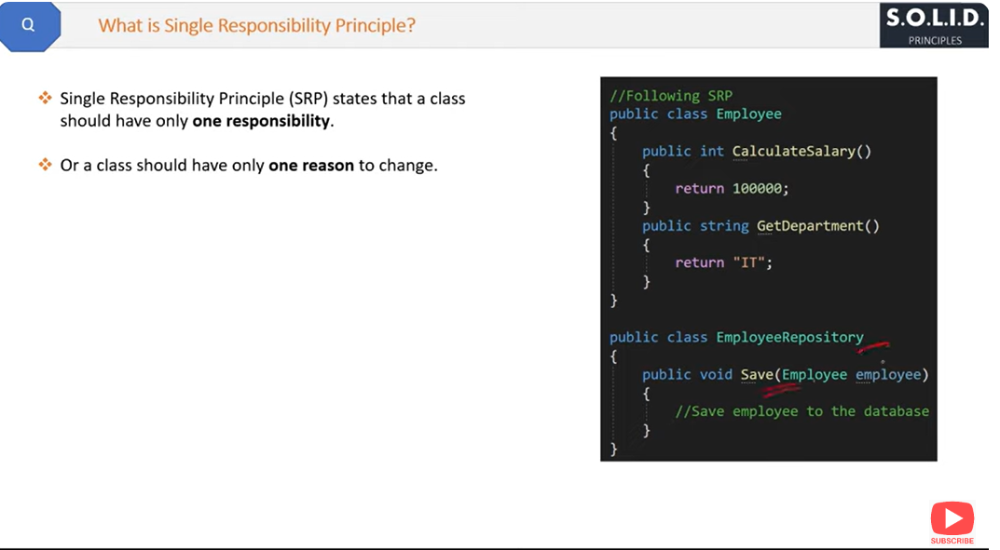 Q
What is Single Responsibility Principle?
S.O.L.I.D.
PRINCIPLES
Single Responsibility Principle (SRP) states that a class
should have only one responsibility.
Or a class should have only one reason to change.
//Following SRP
public class Employee
{
public int CalculateSalary()
{
return 100000;
}
public string GetDepartment()
{
return "IT";
}
}
public class EmployeeRepository
{
public void Save(Employee employee)
{
//Save employee to the database
}
}
SUBSCRIBE